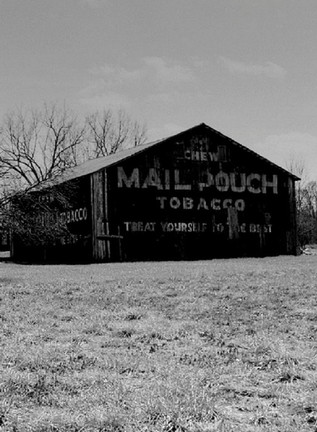 CHEW
MAIL POUCH
TOBACCO
TREAT YOURSELF TO THE BEST
TOBACCO